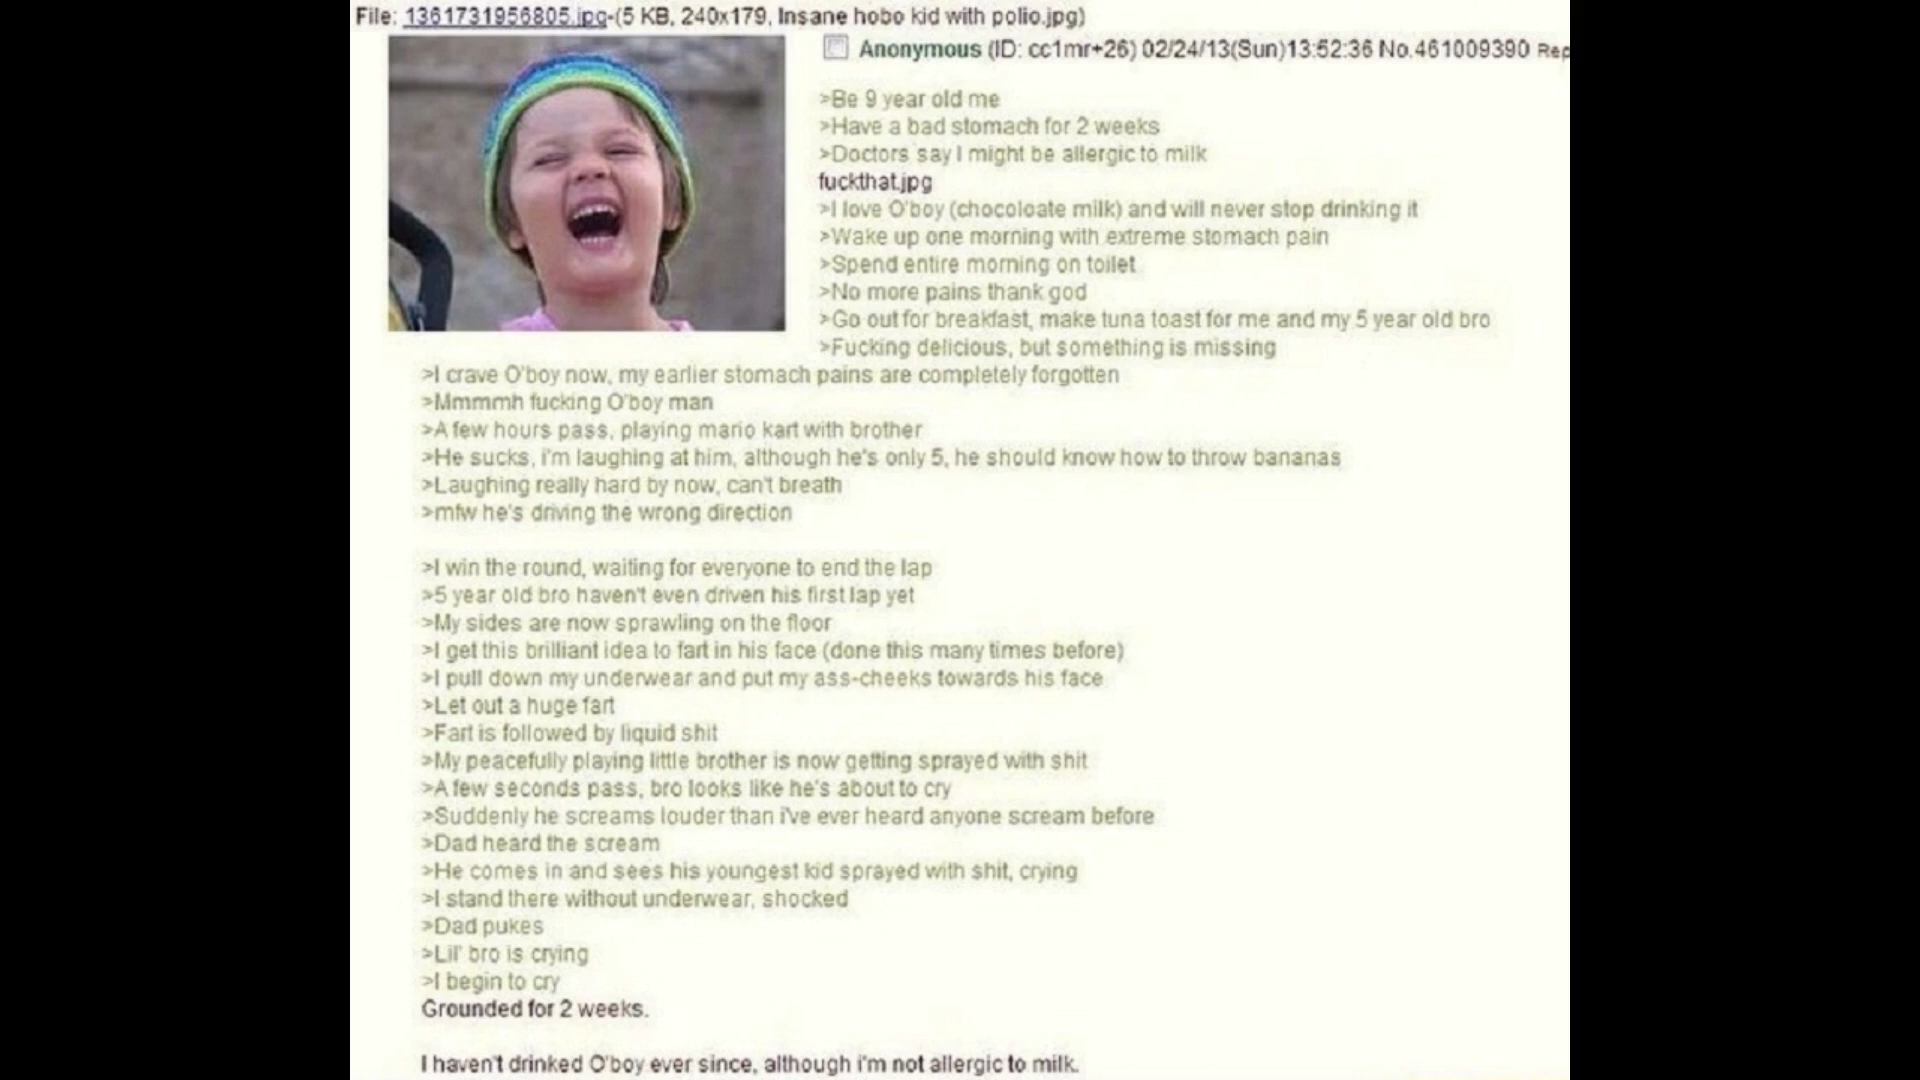 File: 1361731956805.jpg-(5 KB, 240x179, Insane hobo kid with polio.jpg)
Anonymous (ID: cc1mr+26) 02/24/13(Sun)13:52:36 No.461009390 Rep
>Be 9 year old me
>Have a bad stomach for 2 weeks
>Doctors say I might be allergic to milk
fuckthat.jpg
>I love O'boy (chocoloate milk) and will never stop drinking it
>Wake up one morning with extreme stomach pain
>Spend entire morning on toilet
>No more pains thank god
>Go out for breakfast, make tuna toast for me and my 5 year old bro
>Fucking delicious, but something is missing
>I crave O'boy now, my earlier stomach pains are completely forgotten
>Mmmmh fucking O'boy man
>A few hours pass, playing mario kart with brother
>He sucks, i'm laughing at him, although he's only 5, he should know how to throw bananas
>Laughing really hard by now, can't breath
>mfw he's driving the wrong direction
>I win the round, waiting for everyone to end the lap
>5 year old bro haven't even driven his first lap yet
>My sides are now sprawling on the floor
>I get this brilliant idea to fart in his face (done this many times before)
>I pull down my underwear and put my ass-cheeks towards his face
>Let out a huge fart
>Fart is followed by liquid shit
>My peacefully playing little brother is now getting sprayed with shit
>A few seconds pass, bro looks like he's about to cry
>Suddenly he screams louder than i've ever heard anyone scream before
>Dad heard the scream
>He comes in and sees his youngest kid sprayed with shit, crying
>I stand there without underwear, shocked
>Dad pukes
>Lil' bro is crying
>I begin to cry
Grounded for 2 weeks.
I haven't drinked O'boy ever since, although i'm not allergic to milk.